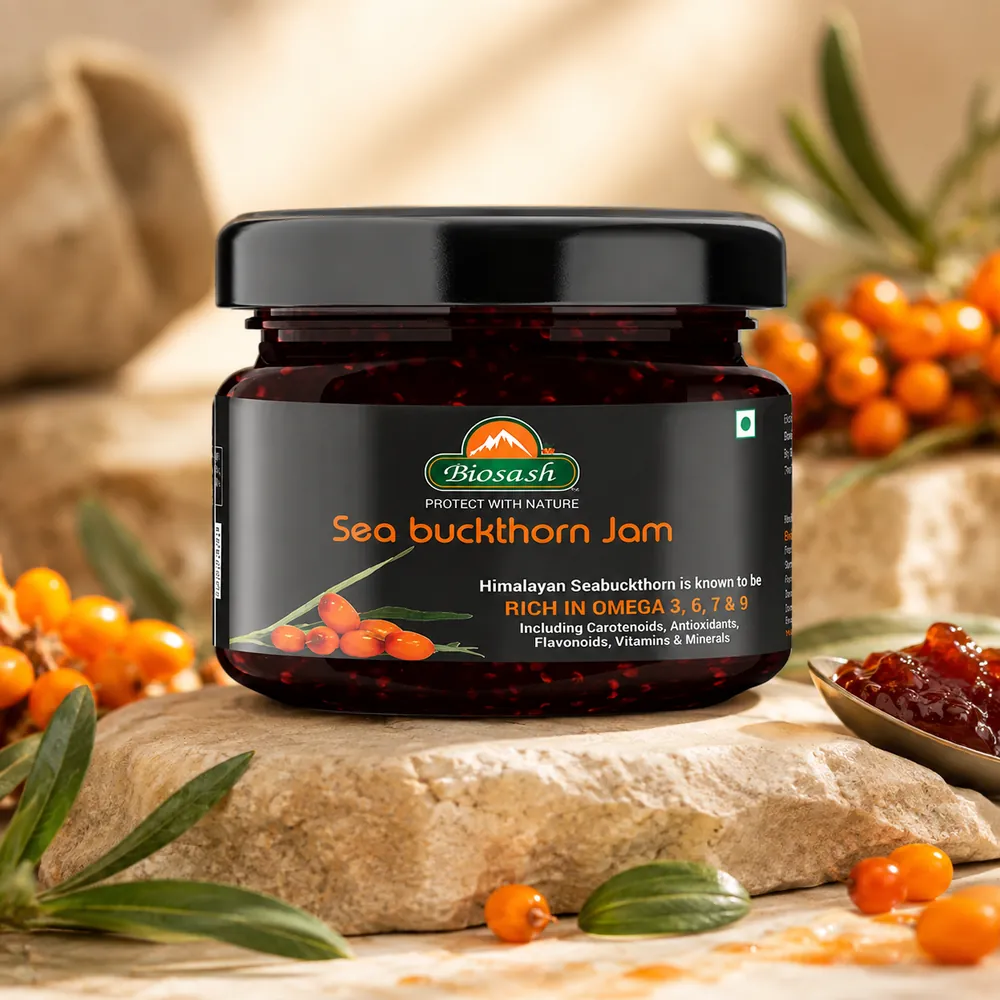 Biosash
PROTECT WITH NATURE
Sea buckthorn Jam
Himalayan Seabuckthorn is known to be
RICH IN OMEGA 3, 6, 7 & 9
Including Carotenoids, Antioxidants,
Flavonoids, Vitamins & Minerals